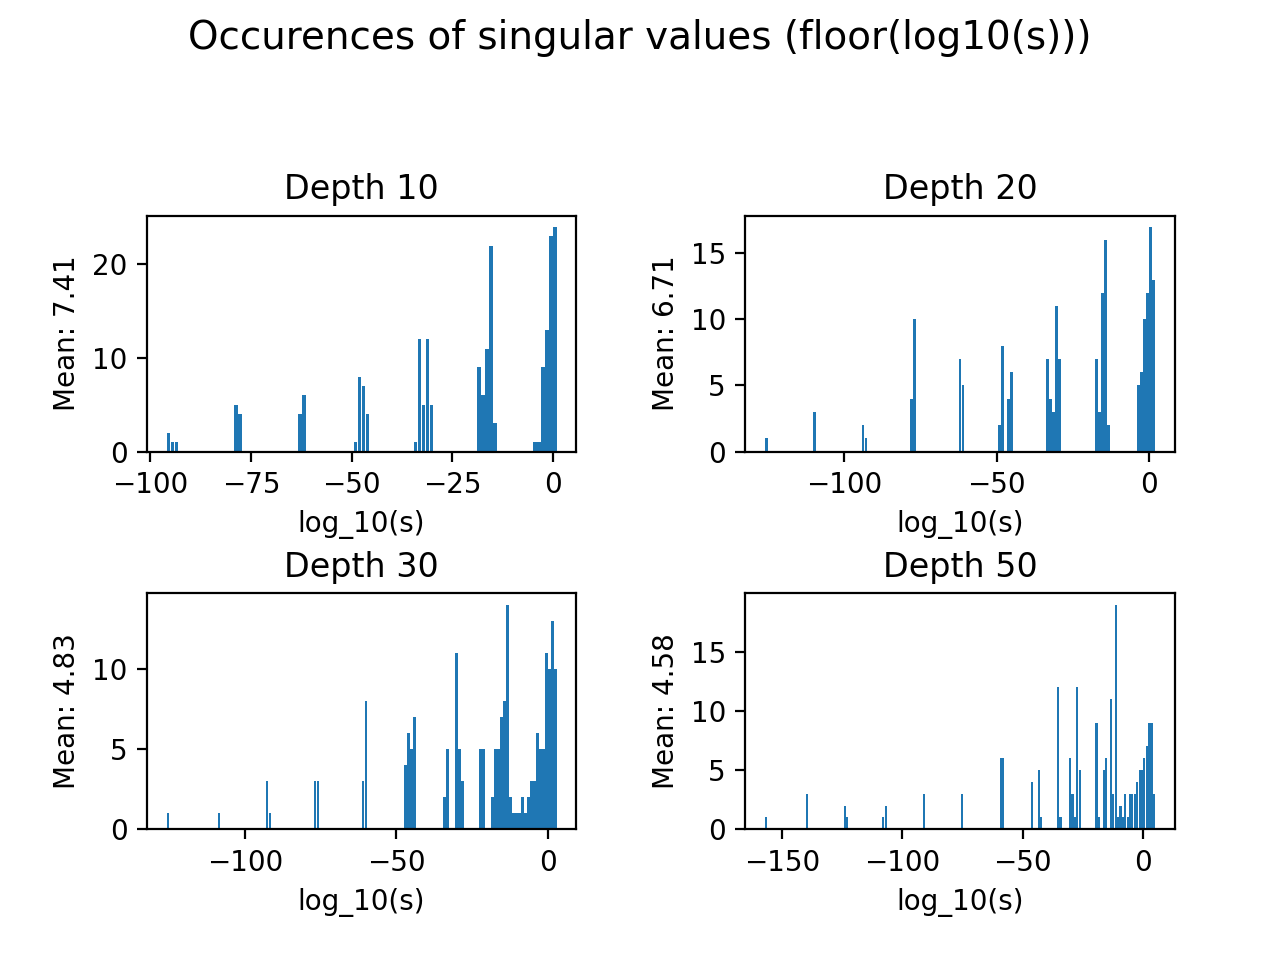 Occurences of singular values (floor(log10(s)))
Depth 10
Mean: 7.41
20
10
0
−100 −75 −50 −25 0
log_10(s)
Depth 20
Mean: 6.71
15
10
5
0
−100 −50 0
log_10(s)
Depth 30
Mean: 4.83
10
5
0
−100 −50 0
log_10(s)
Depth 50
Mean: 4.58
15
10
5
0
−150 −100 −50 0
log_10(s)